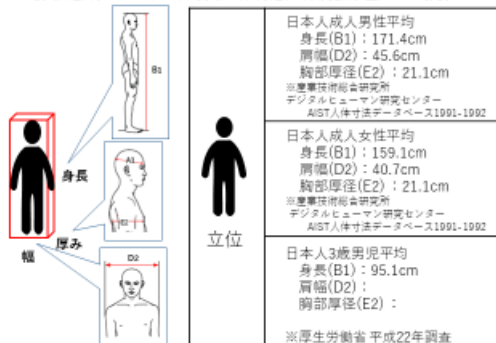 B1
A1
E2
D2
身長
厚み
幅
立位
日本人成人男性平均
身長(B1)：171.4cm
肩幅(D2)：45.6cm
胸部厚径(E2)：21.1cm
※産業技術総合研究所
デジタルヒューマン研究センター
AIST人体寸法データベース1991-1992
日本人成人女性平均
身長(B1)：159.1cm
肩幅(D2)：40.7cm
胸部厚径(E2)：21.1cm
※産業技術総合研究所
デジタルヒューマン研究センター
AIST人体寸法データベース1991-1992
日本人3歳男児平均
身長(B1)：95.1cm
肩幅(D2)：
胸部厚径(E2)：
※厚生労働省 平成22年調査